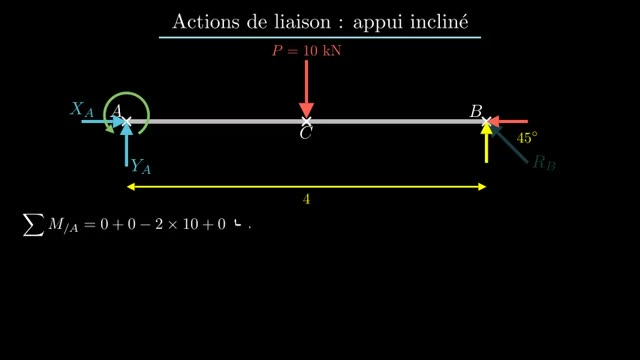 Actions de liaison : appui incliné
P = 10 kN
X_A A B
C 45°
Y_A R_B
4
∑ M_{/A} = 0 + 0 − 2 × 10 + 0